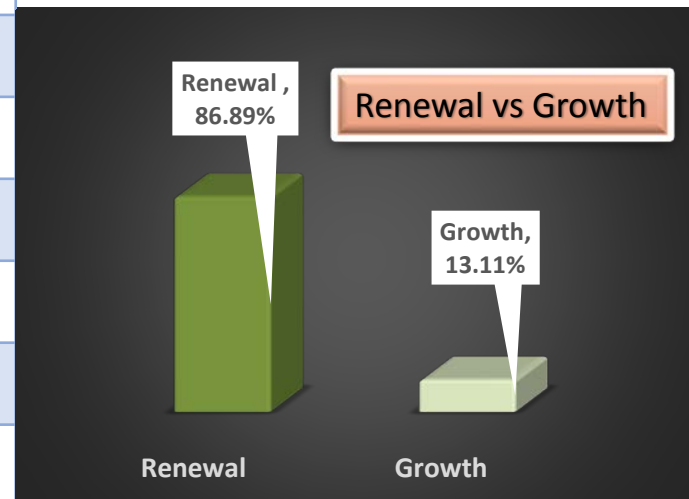 Renewal vs Growth
Renewal ,
86.89%
Growth,
13.11%
Renewal
Growth